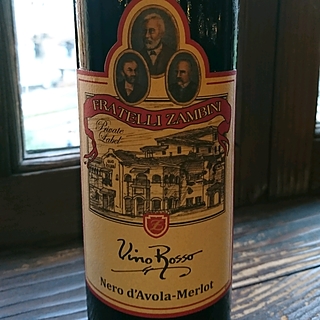 FRATELLI ZAMBINI
Private
Label
Z
Vino Rosso
Nero d'Avola-Merlot